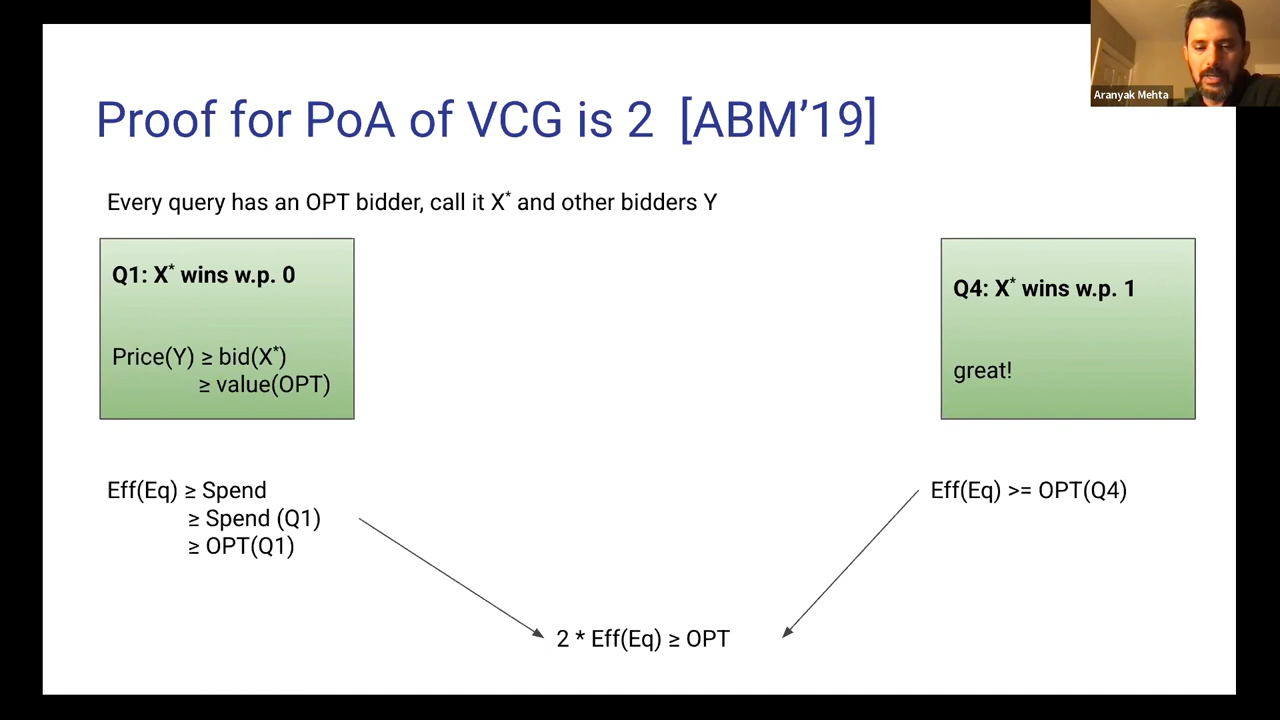 Aranyak Mehta
Proof for PoA of VCG is 2 [ABM’19]
Every query has an OPT bidder, call it X* and other bidders Y
Q1: X* wins w.p. 0
Price(Y) ≥ bid(X*)
≥ value(OPT)
Q4: X* wins w.p. 1
great!
Eff(Eq) ≥ Spend
≥ Spend (Q1)
≥ OPT(Q1)
Eff(Eq) >= OPT(Q4)
2 * Eff(Eq) ≥ OPT